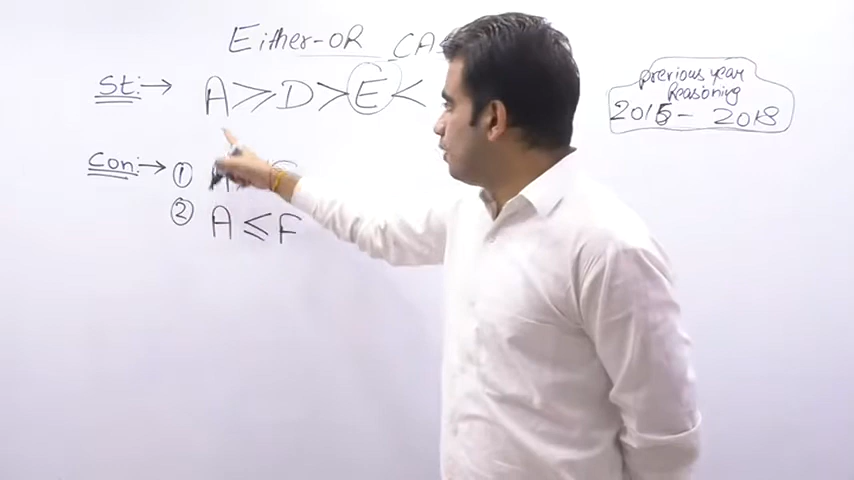 Either-OR CA
St:→ A ≥ D > E <
Con:→ ①
② A ≤ F
previous year
Reasoning
2015 - 2018